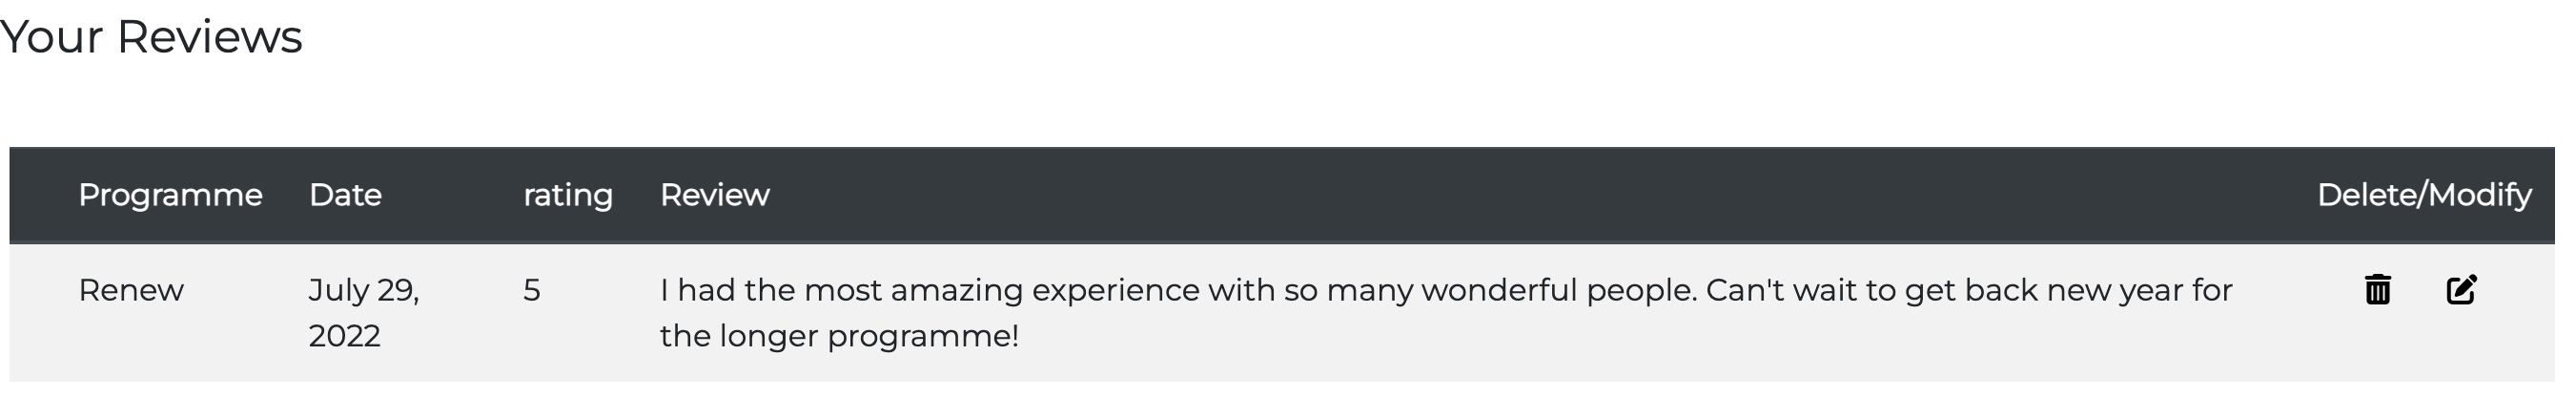 Your Reviews
Programme Date rating Review Delete/Modify
Renew July 29, 5 I had the most amazing experience with so many wonderful people. Can't wait to get back new year for
2022 the longer programme!